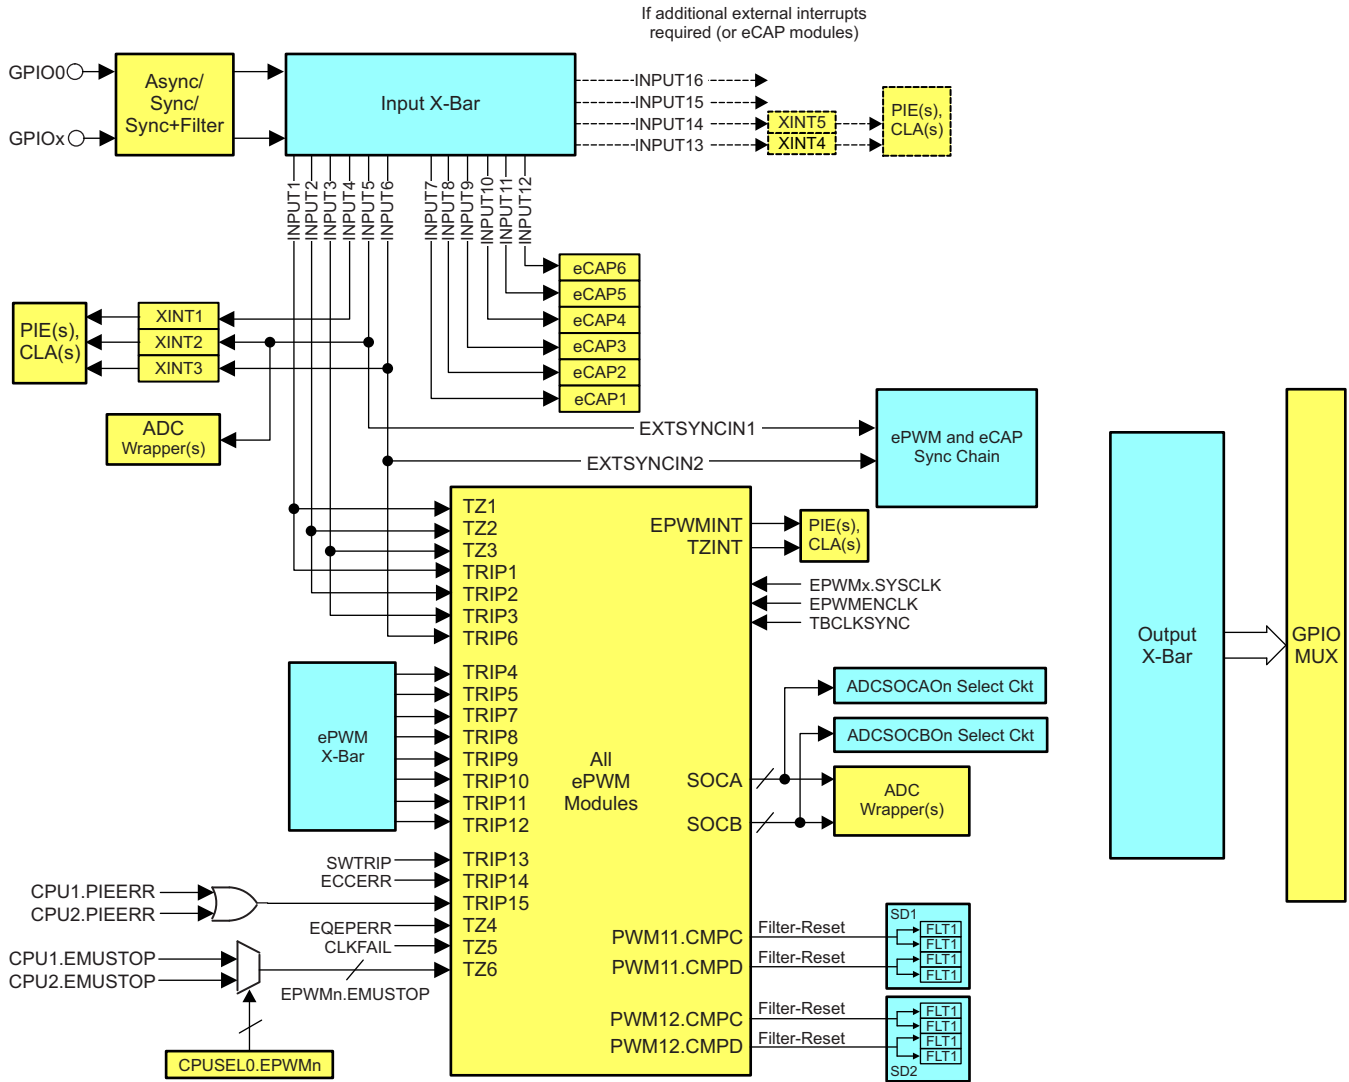 If additional external interrupts
required (or eCAP modules)
GPIO0
GPIOx
Async/
Sync/
Sync+Filter
Input X-Bar
INPUT16
INPUT15
INPUT14
INPUT13
XINT5
XINT4
PIE(s),
CLA(s)
INPUT1
INPUT2
INPUT3
INPUT4
INPUT5
INPUT6
INPUT7
INPUT8
INPUT9
INPUT10
INPUT11
INPUT12
eCAP6
eCAP5
eCAP4
eCAP3
eCAP2
eCAP1
PIE(s),
CLA(s)
XINT1
XINT2
XINT3
ADC
Wrapper(s)
EXTSYNCIN1
EXTSYNCIN2
ePWM and eCAP
Sync Chain
TZ1
TZ2
TZ3
TRIP1
TRIP2
TRIP3
TRIP6
EPWMINT
TZINT
PIE(s),
CLA(s)
EPWMx.SYSCLK
EPWMENCLK
TBCLKSYNC
ePWM
X-Bar
TRIP4
TRIP5
TRIP7
TRIP8
TRIP9
TRIP10
TRIP11
TRIP12
All
ePWM
Modules
SOCA
SOCB
ADCSOCAOn Select Ckt
ADCSOCBOn Select Ckt
ADC
Wrapper(s)
Output
X-Bar
GPIO
MUX
SWTRIP
ECCERR
CPU1.PIEERR
CPU2.PIEERR
TRIP13
TRIP14
TRIP15
EQEPERR
CLKFAIL
TZ4
TZ5
TZ6
CPU1.EMUSTOP
CPU2.EMUSTOP
EPWMn.EMUSTOP
CPUSEL0.EPWMn
PWM11.CMPC
PWM11.CMPD
PWM12.CMPC
PWM12.CMPD
Filter-Reset
Filter-Reset
Filter-Reset
Filter-Reset
SD1
FLT1
FLT1
FLT1
FLT1
FLT1
FLT1
FLT1
FLT1
SD2